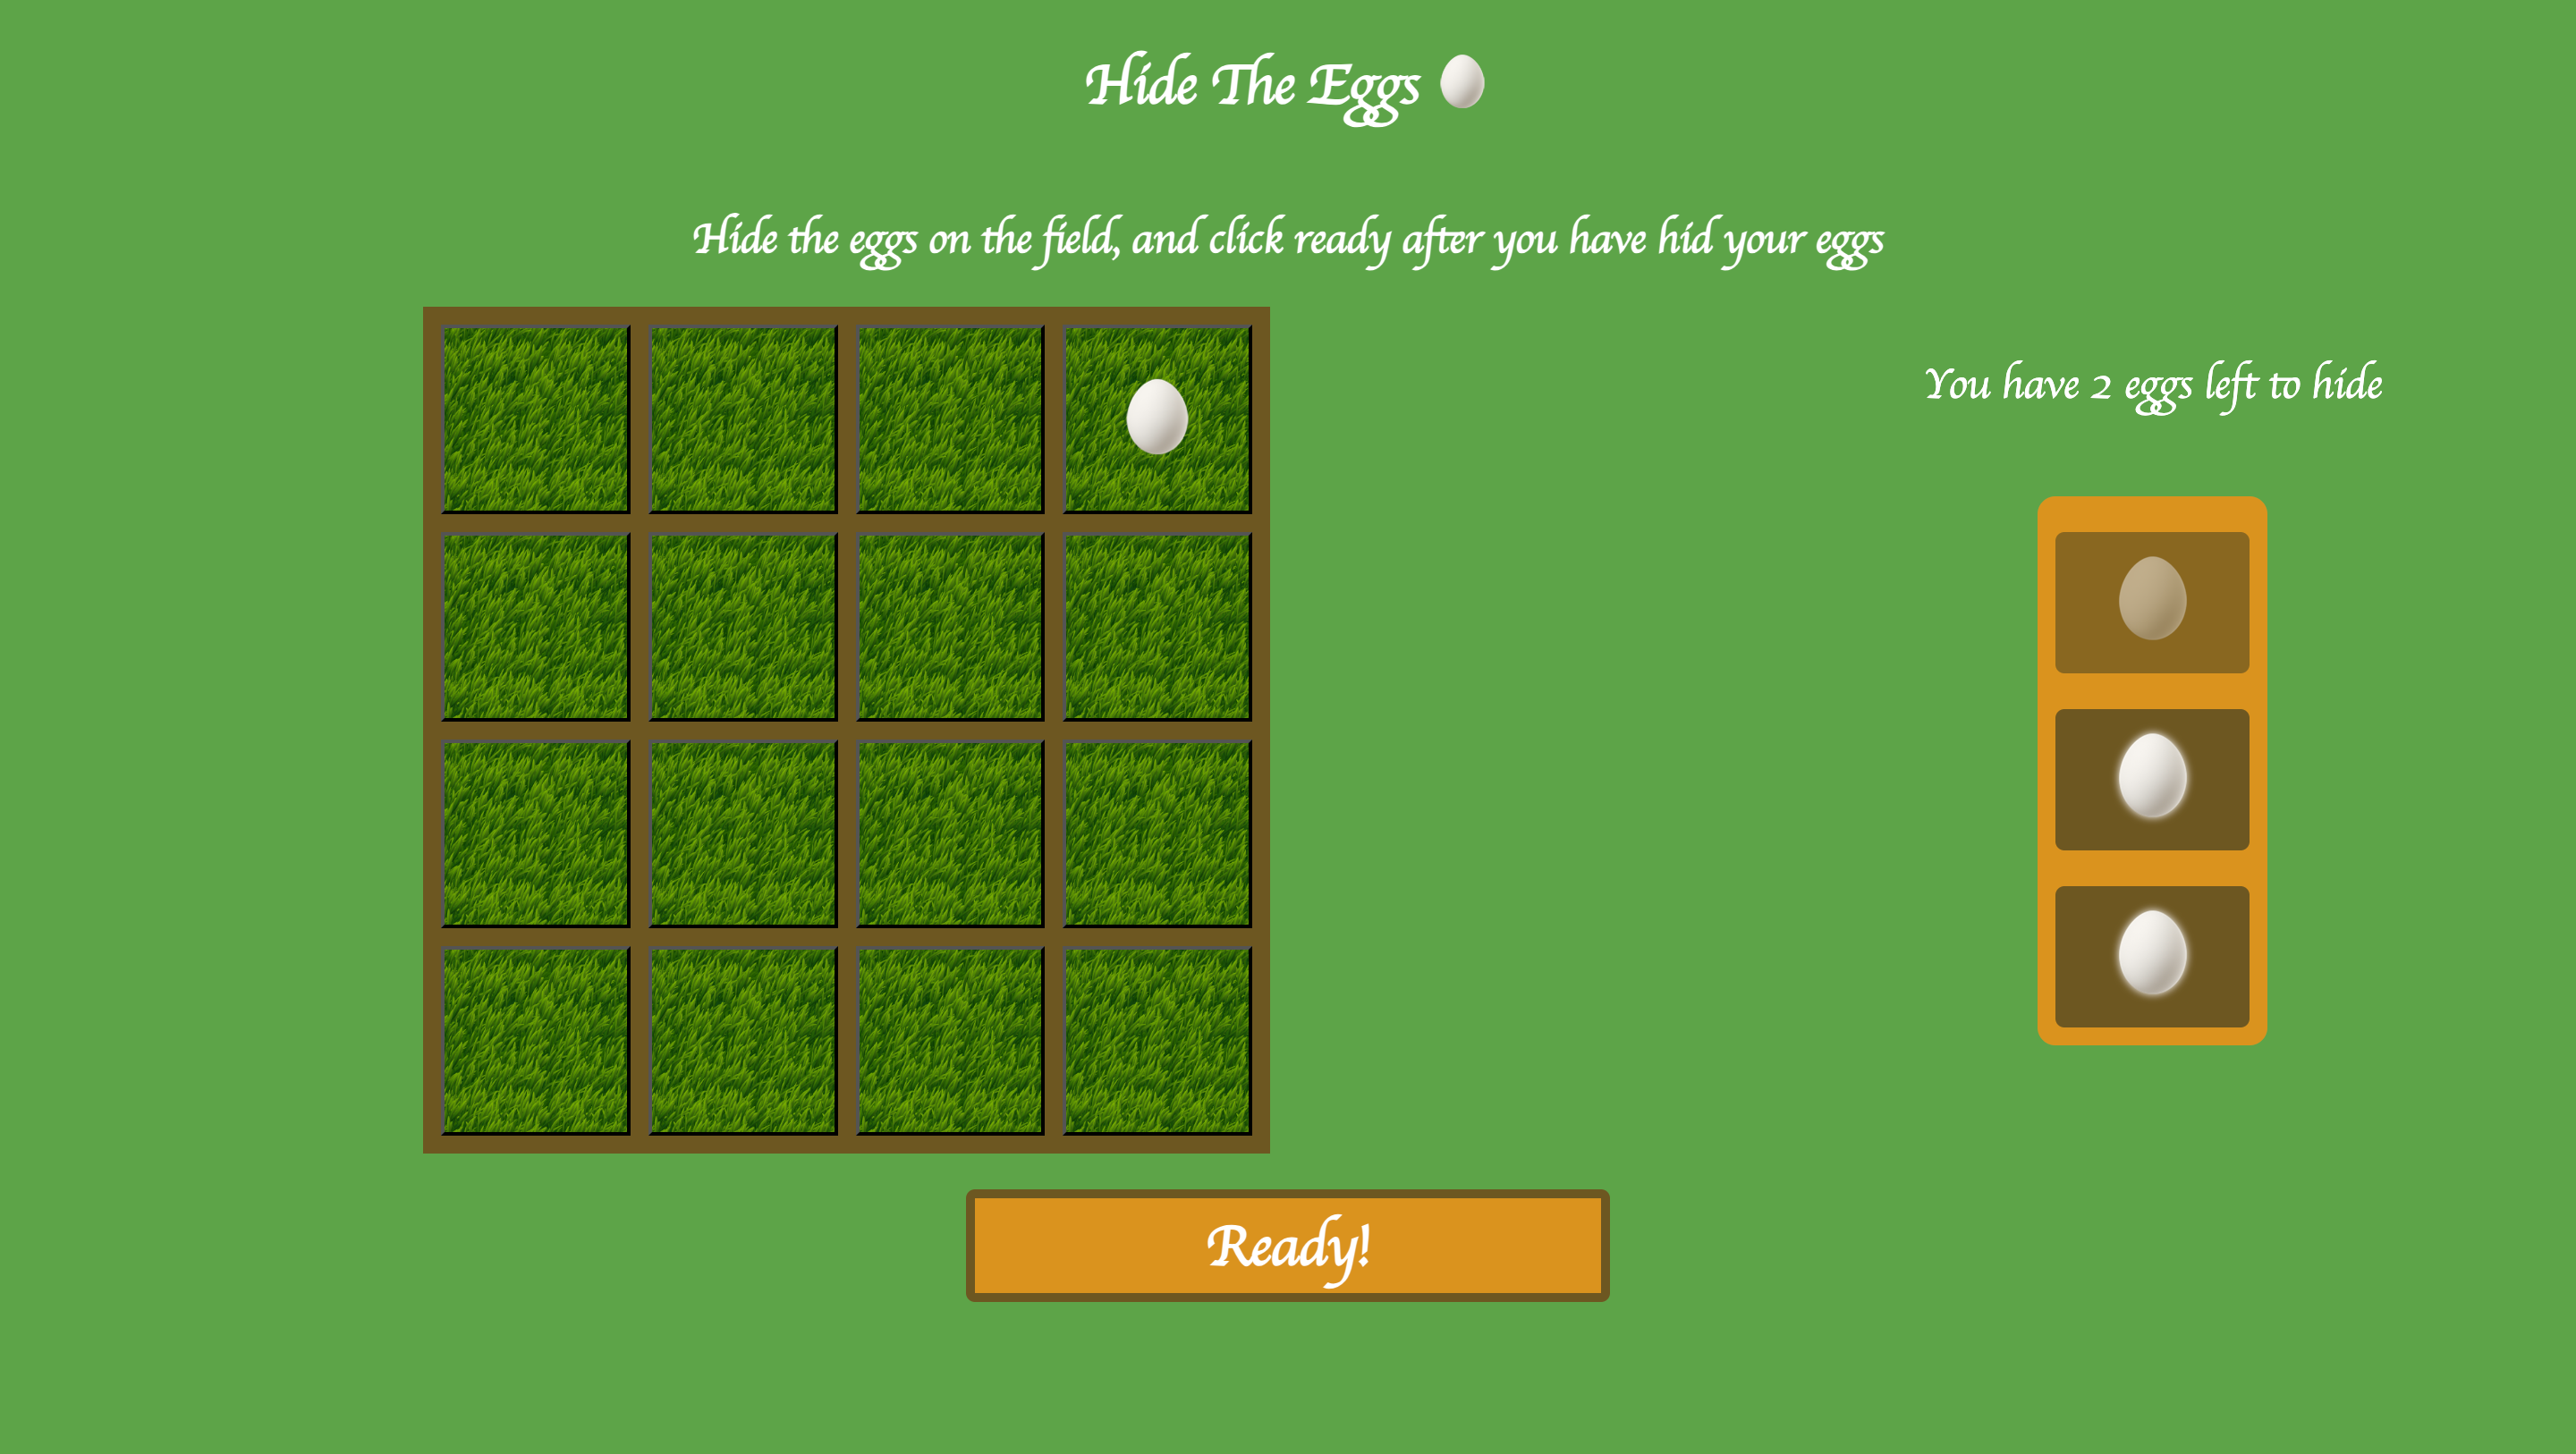 Hide The Eggs
Hide the eggs on the field, and click ready after you have hid your eggs
You have 2 eggs left to hide
Ready!